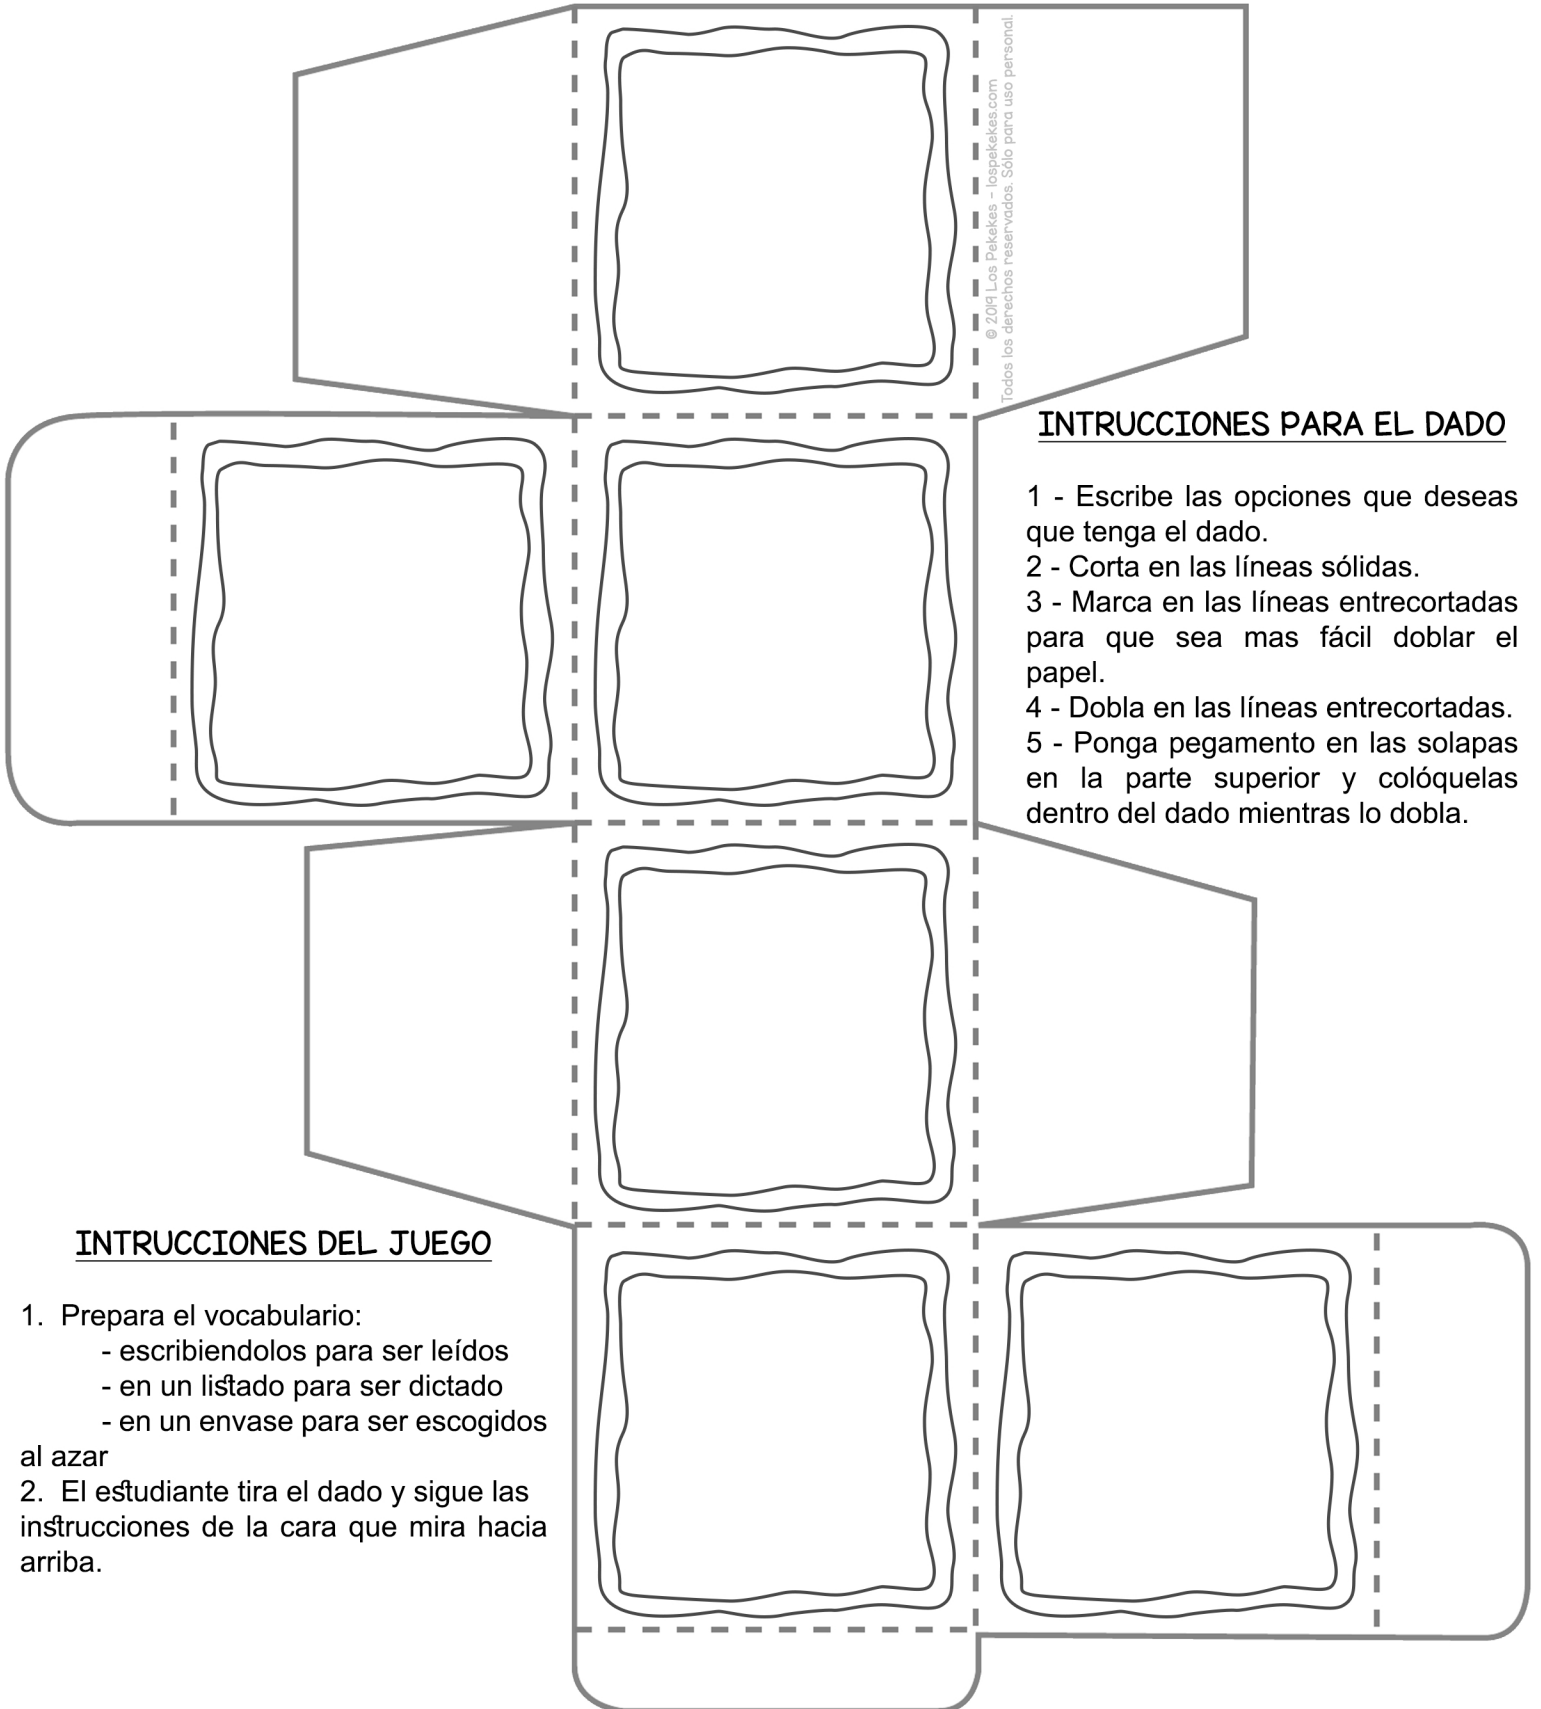 © 2019 Los Pekekes - lospekekes.com
Todos los derechos reservados. Sólo para uso personal.
INTRUCCIONES PARA EL DADO
1 - Escribe las opciones que deseas
que tenga el dado.
2 - Corta en las líneas sólidas.
3 - Marca en las líneas entrecortadas
para que sea mas fácil doblar el
papel.
4 - Dobla en las líneas entrecortadas.
5 - Ponga pegamento en las solapas
en la parte superior y colóquelas
dentro del dado mientras lo dobla.
INTRUCCIONES DEL JUEGO
1. Prepara el vocabulario:
- escribiendolos para ser leídos
- en un listado para ser dictado
- en un envase para ser escogidos
al azar
2. El estudiante tira el dado y sigue las
instrucciones de la cara que mira hacia
arriba.